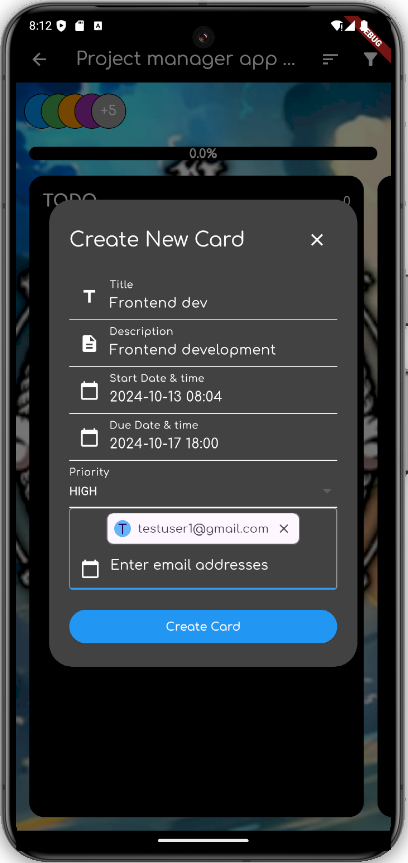 8:12
DEBUG
Project manager app ...
+5
0.0%
TODO
0
Create New Card
Title
Frontend dev
Description
Frontend development
Start Date & time
2024-10-13 08:04
Due Date & time
2024-10-17 18:00
Priority
HIGH
T testuser1@gmail.com
Enter email addresses
Create Card